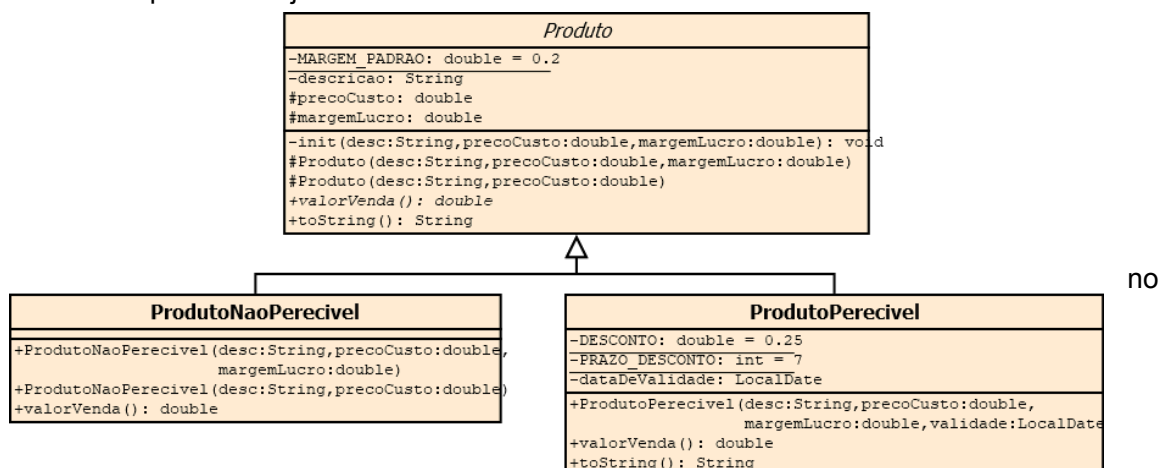 Produto
-MARGEM_PADRAO: double = 0.2
-descricao: String
#precoCusto: double
#margemLucro: double
-init(desc:String,precoCusto:double,margemLucro:double): void
#Produto(desc:String,precoCusto:double,margemLucro:double)
#Produto(desc:String,precoCusto:double)
+valorVenda(): double
+toString(): String
no
ProdutoNaoPerecivel
+ProdutoNaoPerecivel(desc:String,precoCusto:double,
margemLucro:double)
+ProdutoNaoPerecivel(desc:String,precoCusto:double)
+valorVenda(): double
ProdutoPerecivel
-DESCONTO: double = 0.25
-PRAZO_DESCONTO: int = 7
-dataDeValidade: LocalDate
+ProdutoPerecivel(desc:String,precoCusto:double,
margemLucro:double,validade:LocalDate
+valorVenda(): double
+toString(): String